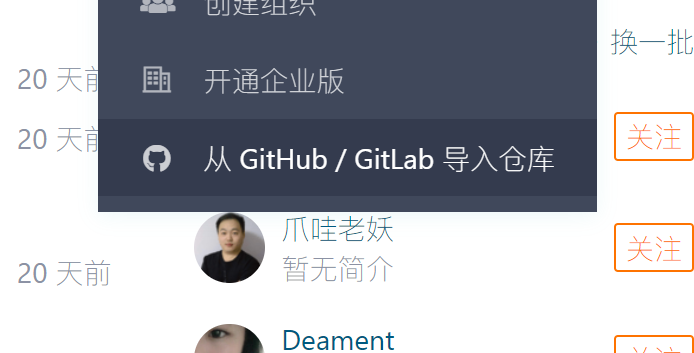 创建组织
换一批
20 天前
开通企业版
20 天前
关注
从 GitHub / GitLab 导入仓库
爪哇老妖
关注
暂无简介
20 天前
Deament
关注